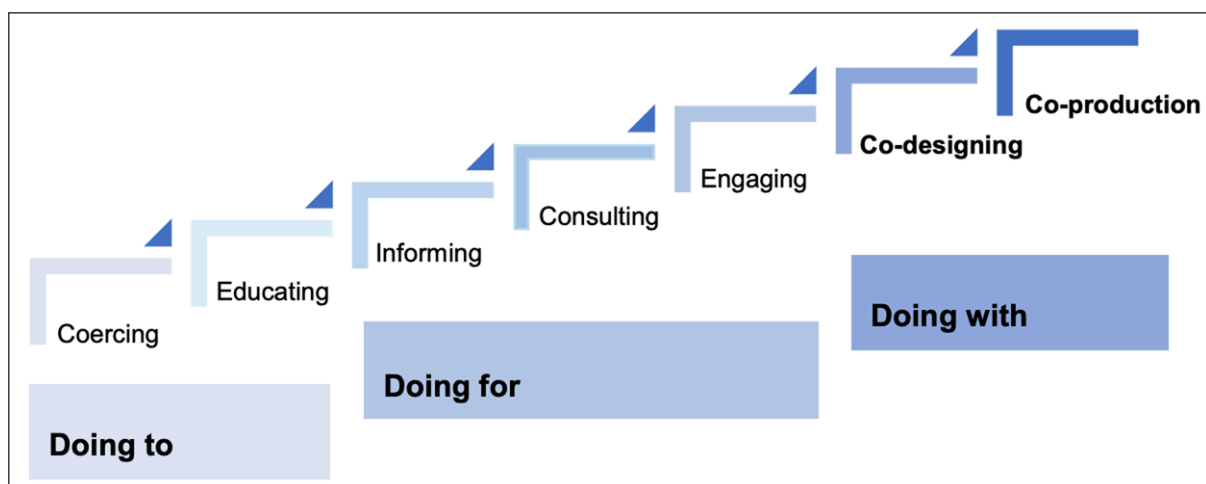 Coercing
Educating
Informing
Consulting
Engaging
Co-designing
Co-production
Doing to
Doing for
Doing with